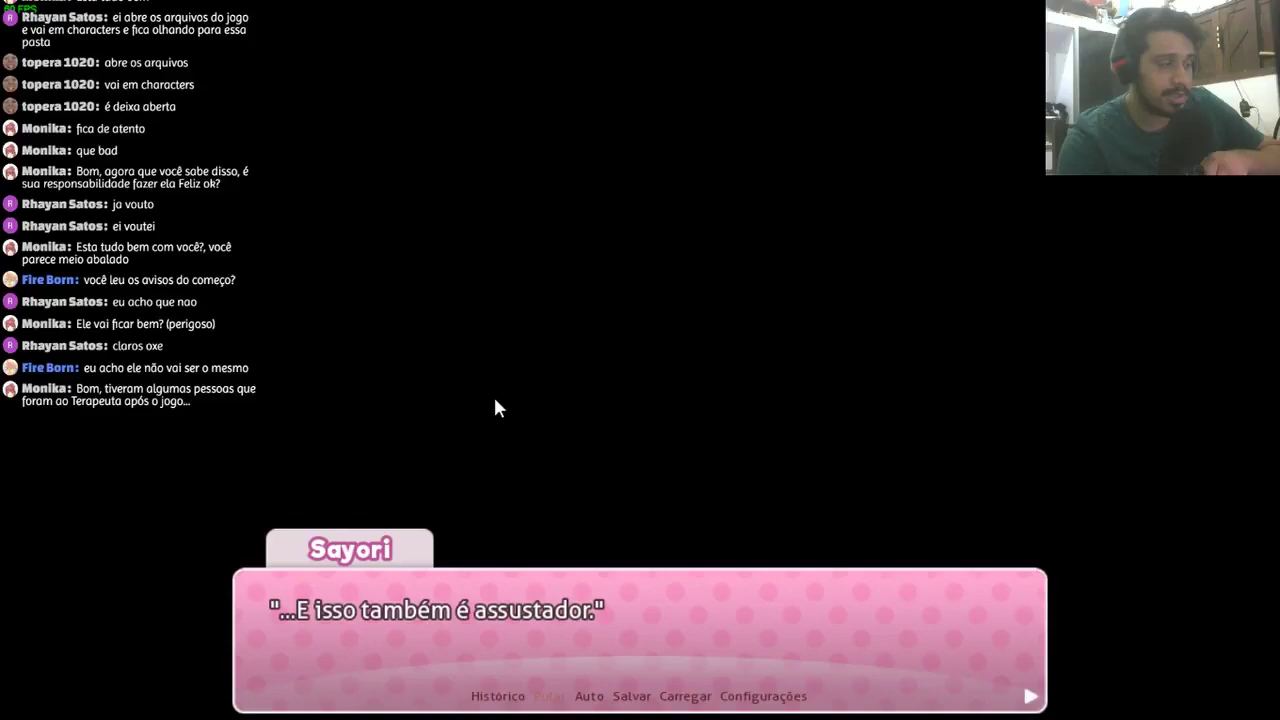 60 FPS
Rhayan Satos: ei abre os arquivos do jogo
e vai em characters e fica olhando para essa
pasta
topera 1020: abre os arquivos
topera 1020: vai em characters
topera 1020: é deixa aberta
Monika: fica de atento
Monika: que bad
Monika: Bom, agora que você sabe disso, é
sua responsabilidade fazer ela Feliz ok?
Rhayan Satos: ja vouto
Rhayan Satos: ei voutei
Monika: Esta tudo bem com você?, você
parece meio abalado
Fire Born: você leu os avisos do começo?
Rhayan Satos: eu acho que nao
Monika: Ele vai ficar bem? (perigoso)
Rhayan Satos: claros oxe
Fire Born: eu acho ele não vai ser o mesmo
Monika: Bom, tiveram algumas pessoas que
foram ao Terapeuta após o jogo...
Sayori
"...E isso também é assustador."
Histórico Pular Auto Salvar Carregar Configurações